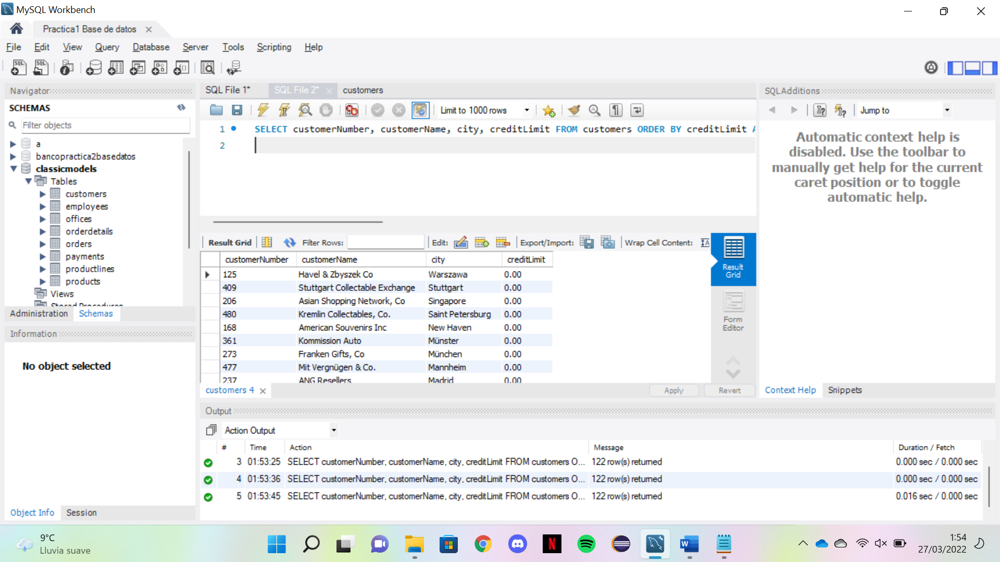 MySQL Workbench
Practica1 Base de datos
File Edit View Query Database Server Tools Scripting Help
Navigator
SCHEMAS
Filter objects
a
bancopractica2basedatos
classicmodels
Tables
customers
employees
offices
orderdetails
orders
payments
productlines
products
Views
Stored Procedures
Administration Schemas
Information
No object selected
Object Info Session
SQL File 1* SQL File 2* customers
Limit to 1000 rows
1 SELECT customerNumber, customerName, city, creditLimit FROM customers ORDER BY creditLimit A
2
Result Grid Filter Rows: Edit: Export/Import: Wrap Cell Content:
customerNumber customerName city creditLimit
125 Havel & Zbyszek Co Warszawa 0.00
409 Stuttgart Collectable Exchange Stuttgart 0.00
206 Asian Shopping Network, Co Singapore 0.00
480 Kremlin Collectables, Co. Saint Petersburg 0.00
168 American Souvenirs Inc New Haven 0.00
361 Kommission Auto Münster 0.00
273 Franken Gifts, Co München 0.00
477 Mit Vergnügen & Co. Mannheim 0.00
237 ANG Resellers Madrid 0.00
Result
Grid
Form
Editor
customers 4 Apply Revert
SQLAdditions
Jump to
Automatic context help is
disabled. Use the toolbar to
manually get help for the current
caret position or to toggle
automatic help.
Context Help Snippets
Output
Action Output
# Time Action Message Duration / Fetch
3 01:53:25 SELECT customerNumber, customerName, city, creditLimit FROM customers O... 122 row(s) returned 0.000 sec / 0.000 sec
4 01:53:36 SELECT customerNumber, customerName, city, creditLimit FROM customers O... 122 row(s) returned 0.000 sec / 0.000 sec
5 01:53:45 SELECT customerNumber, customerName, city, creditLimit FROM customers O... 122 row(s) returned 0.016 sec / 0.000 sec
9°C
Lluvia suave
1:54
27/03/2022